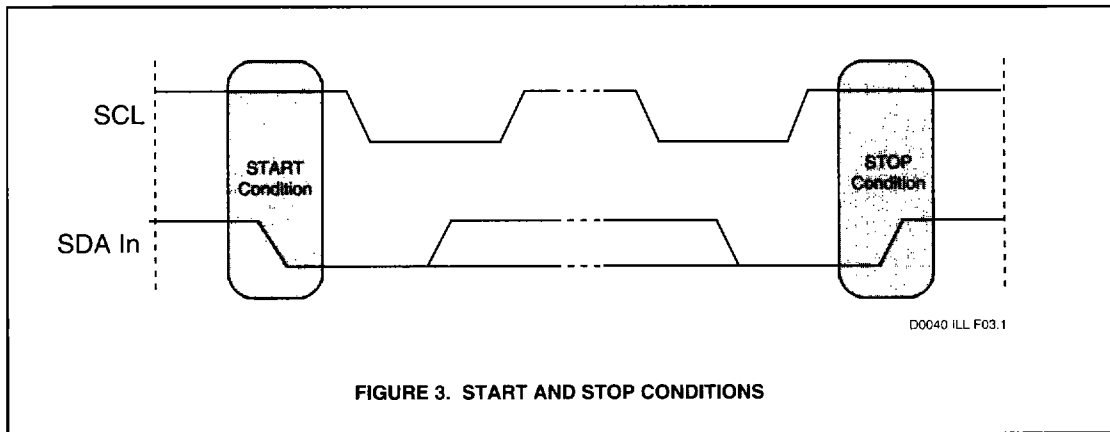 SCL
START
Condition
STOP
Condition
SDA In
D0040 ILL F03.1
FIGURE 3. START AND STOP CONDITIONS